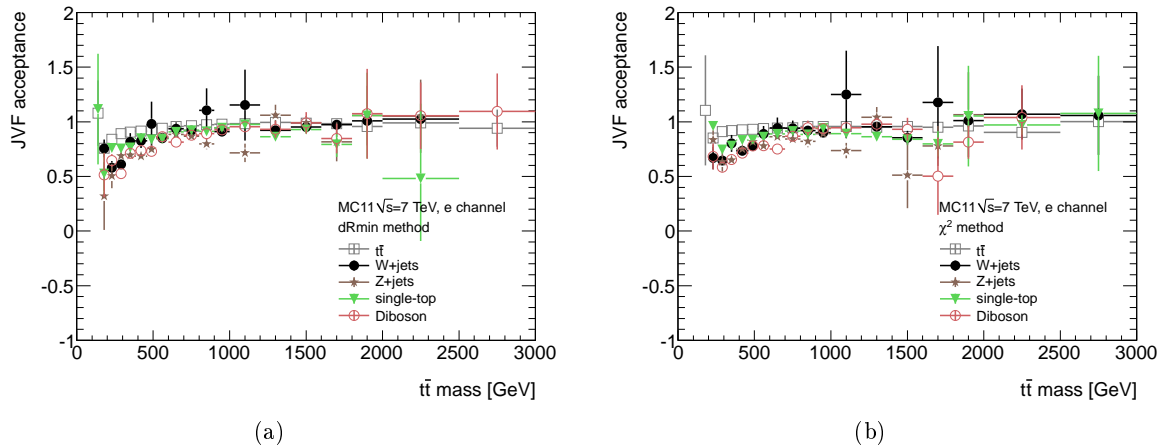 JVF acceptance
2
1.5
1
0.5
0
-0.5
-1
MC11 √s=7 TeV, e channel
dRmin method
tt̄
W+jets
Z+jets
single-top
Diboson
0 500 1000 1500 2000 2500 3000
tt̄ mass [GeV]
(a)
JVF acceptance
2
1.5
1
0.5
0
-0.5
-1
MC11 √s=7 TeV, e channel
χ² method
tt̄
W+jets
Z+jets
single-top
Diboson
0 500 1000 1500 2000 2500 3000
tt̄ mass [GeV]
(b)